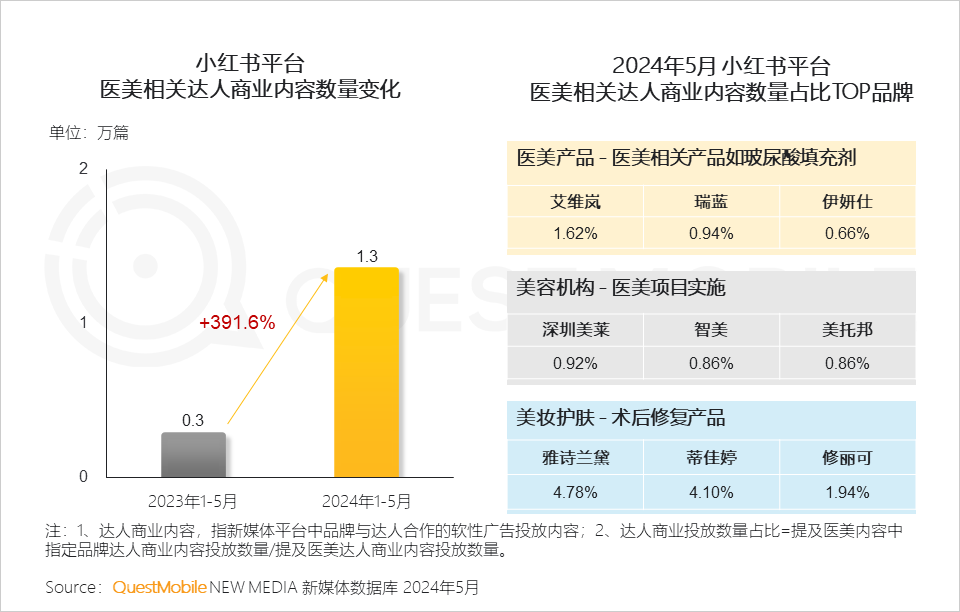 小红书平台
医美相关达人商业内容数量变化
单位：万篇
2
1
0
0.3
+391.6%
1.3
2023年1-5月
2024年1-5月
2024年5月 小红书平台
医美相关达人商业内容数量占比TOP品牌
医美产品 - 医美相关产品如玻尿酸填充剂
艾维岚 瑞蓝 伊妍仕
1.62% 0.94% 0.66%
美容机构 - 医美项目实施
深圳美莱 智美 美托邦
0.92% 0.86% 0.86%
美妆护肤 - 术后修复产品
雅诗兰黛 蒂佳婷 修丽可
4.78% 4.10% 1.94%
注：1、达人商业内容，指新媒体平台中品牌与达人合作的软性广告投放内容；2、达人商业投放数量占比=提及医美内容中
指定品牌达人商业内容投放数量/提及医美达人商业内容投放数量。
Source：QuestMobile NEW MEDIA 新媒体数据库 2024年5月
QUESTMOBILE